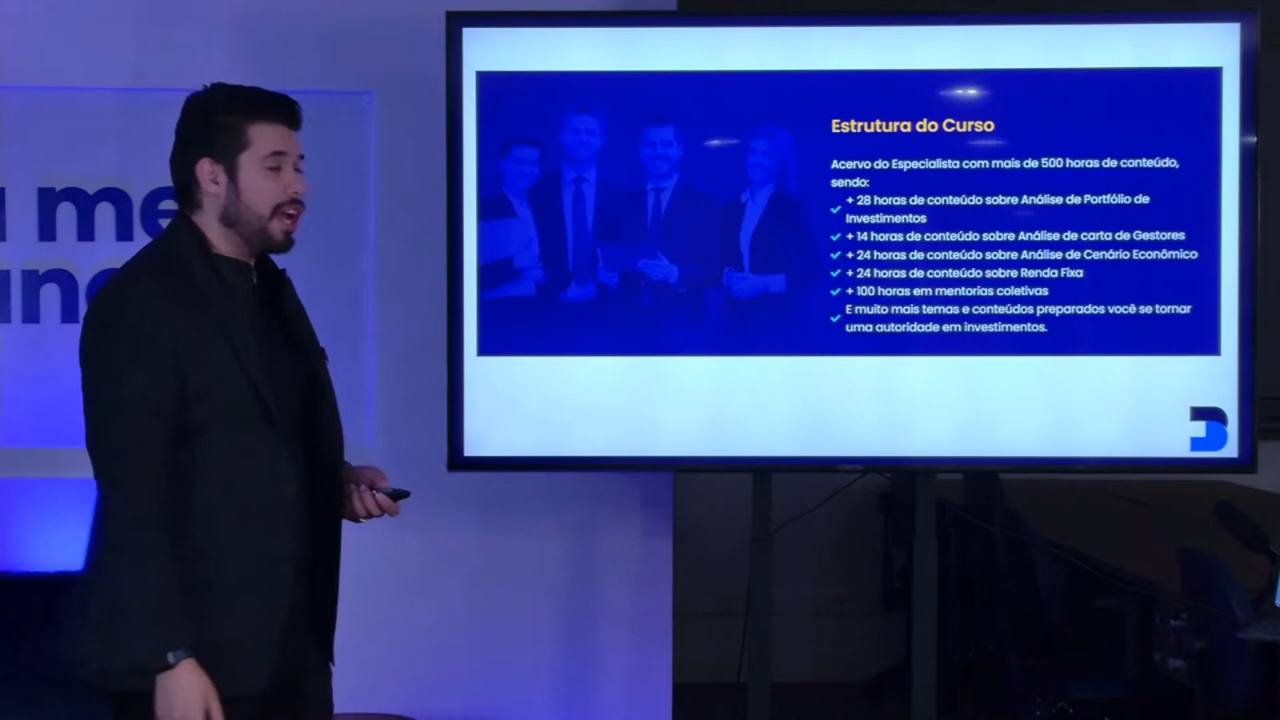 me
Estrutura do Curso
Acervo do Especialista com mais de 500 horas de conteúdo,
sendo:
+ 28 horas de conteúdo sobre Análise de Portfólio de
Investimentos
+ 14 horas de conteúdo sobre Análise de carta de Gestores
+ 24 horas de conteúdo sobre Análise de Cenário Econômico
+ 24 horas de conteúdo sobre Renda Fixa
+ 100 horas em mentorias coletivas
E muito mais temas e conteúdos preparados você se tornar
uma autoridade em investimentos.